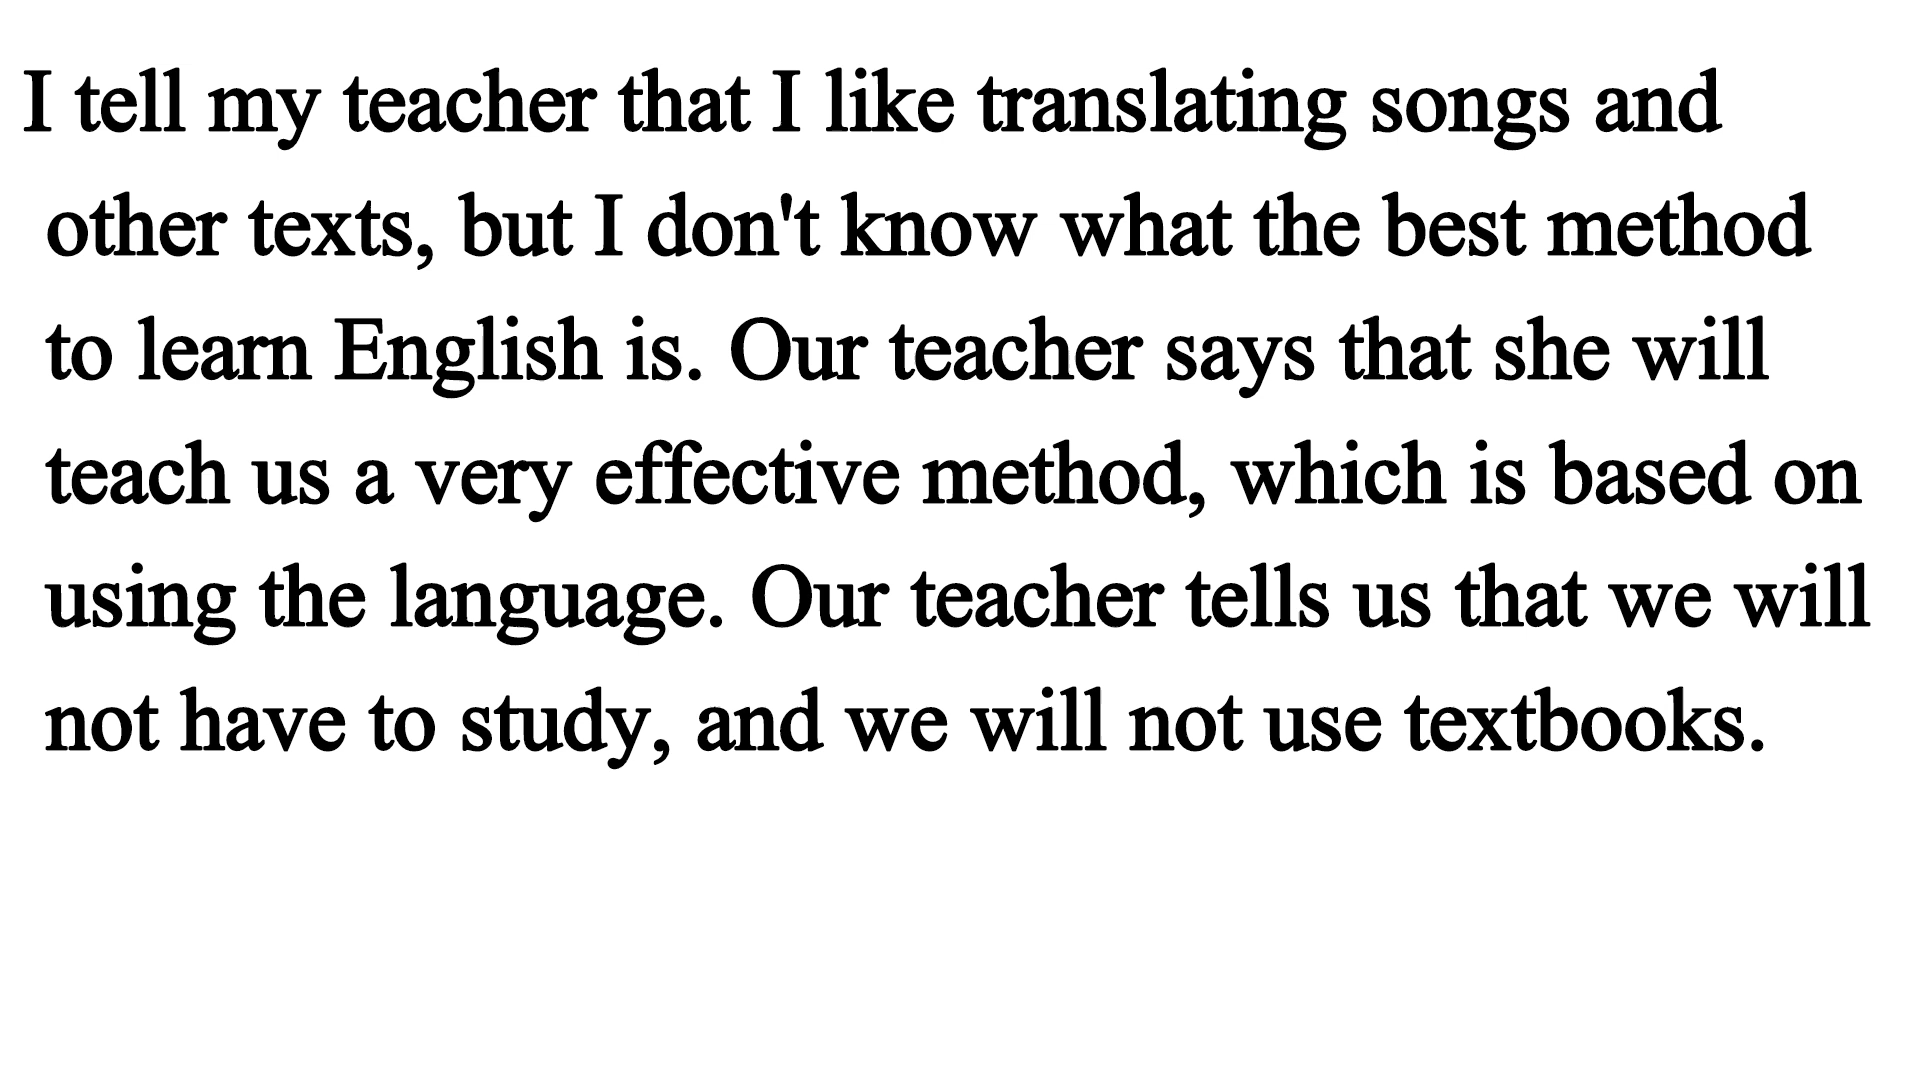 I tell my teacher that I like translating songs and
other texts, but I don't know what the best method
to learn English is. Our teacher says that she will
teach us a very effective method, which is based on
using the language. Our teacher tells us that we will
not have to study, and we will not use textbooks.